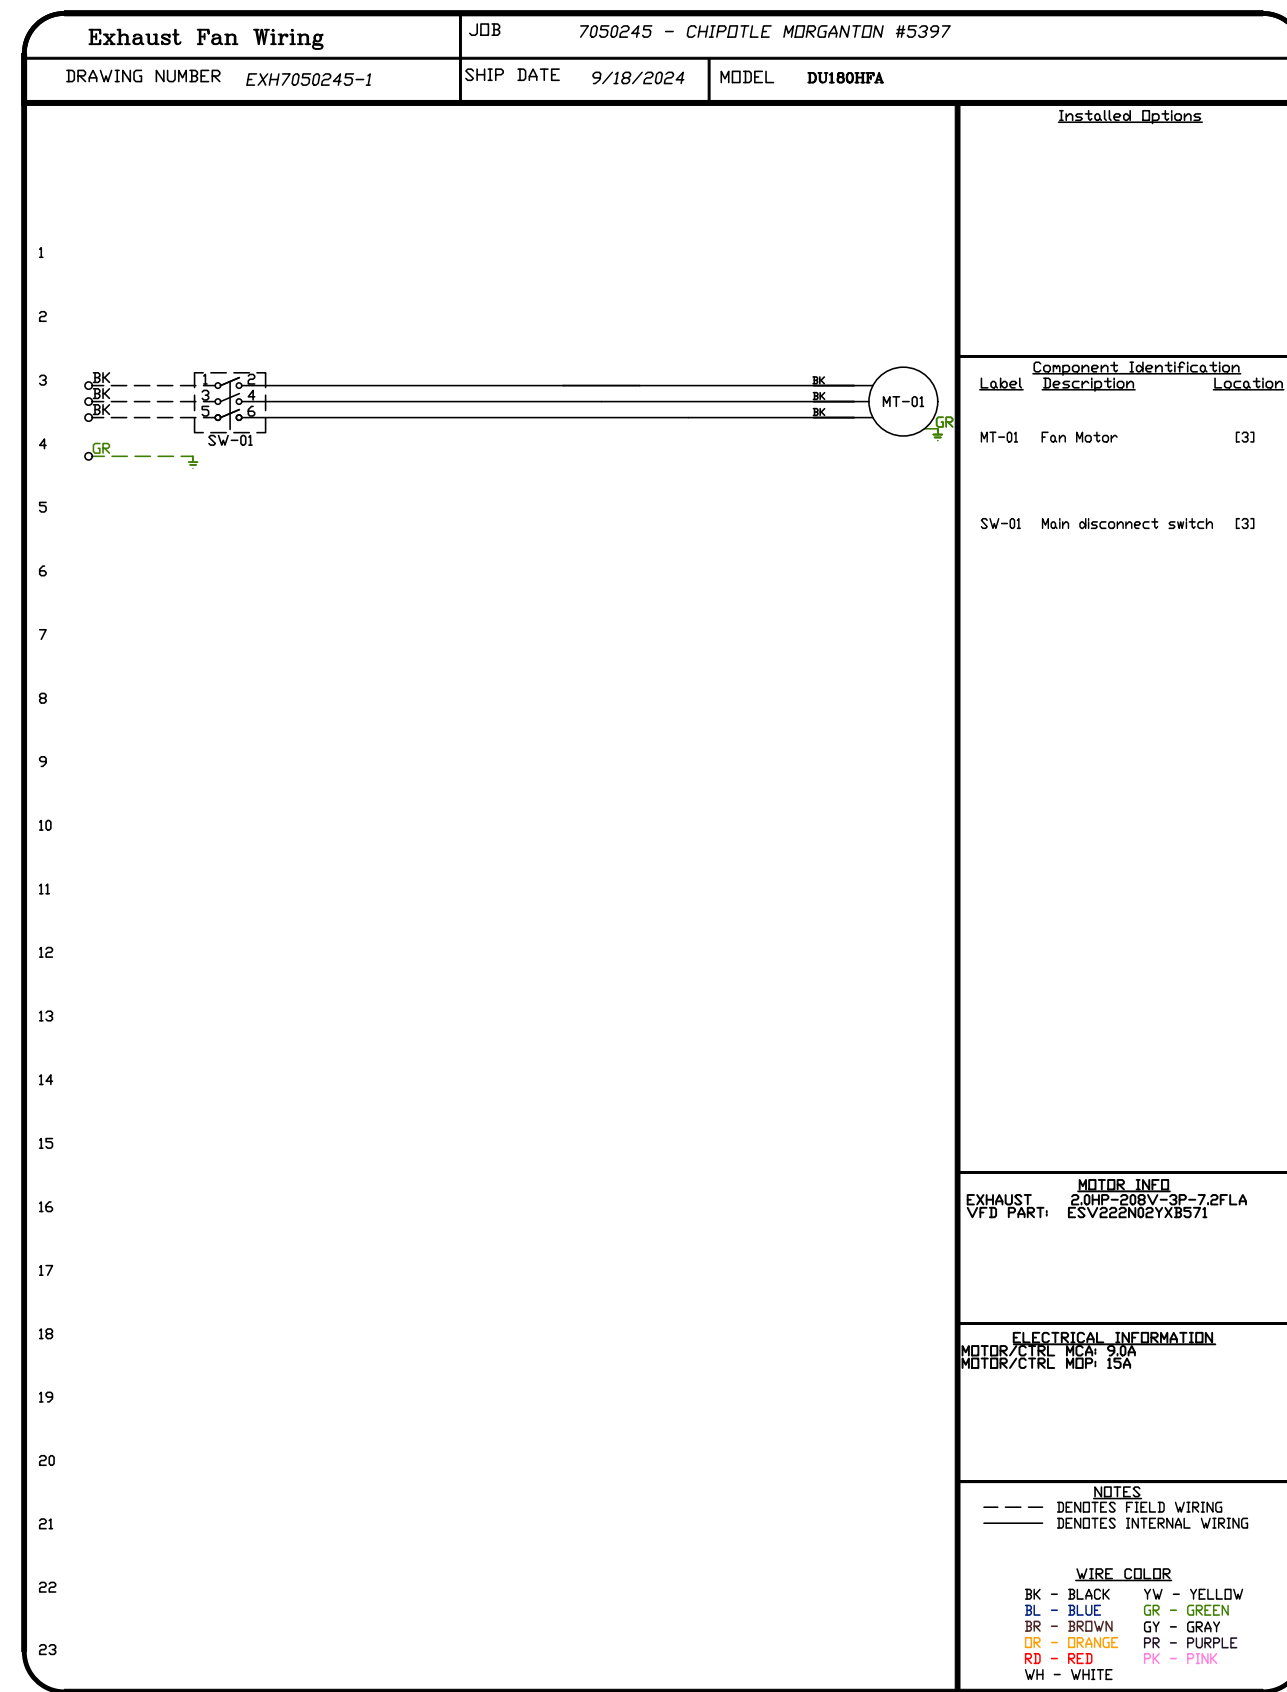 Exhaust Fan Wiring
JOB 7050245 - CHIPOTLE MORGANTON #5397
DRAWING NUMBER EXH7050245-1
SHIP DATE 9/18/2024
MODEL DU180HFA
Installed Options
1
2
3
BK 1 2 BK
BK 3 4 BK
BK 5 6 BK
MT-01
GR
SW-01
4
GR
5
6
7
8
9
10
11
12
13
14
15
16
17
18
19
20
21
22
23
Component Identification
Label Description Location
MT-01 Fan Motor [3]
SW-01 Main disconnect switch [3]
MOTOR INFO
EXHAUST 2.0HP-208V-3P-7.2FLA
VFD PART: ESV222N02YXB571
ELECTRICAL INFORMATION
MOTOR/CTRL MCA: 9.0A
MOTOR/CTRL MOP: 15A
NOTES
DENOTES FIELD WIRING
DENOTES INTERNAL WIRING
WIRE COLOR
BK - BLACK YW - YELLOW
BL - BLUE GR - GREEN
BR - BROWN GY - GRAY
OR - ORANGE PR - PURPLE
RD - RED PK - PINK
WH - WHITE